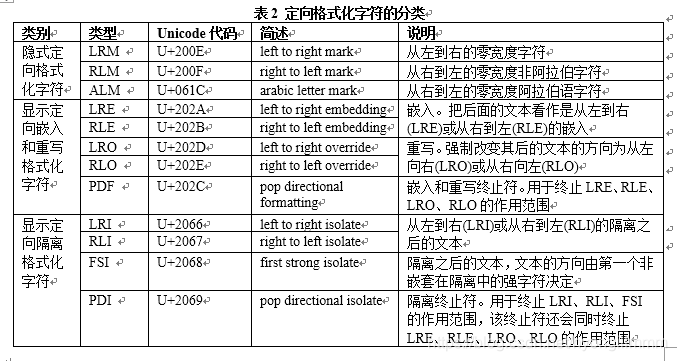 表 2 定向格式化字符的分类
类别 类型 Unicode 代码 简述 说明
隐式定向格式化字符
LRM U+200E left to right mark 从左到右的零宽度字符
RLM U+200F right to left mark 从右到左的零宽度非阿拉伯字符
ALM U+061C arabic letter mark 从右到左的零宽度阿拉伯语字符
显示定向嵌入和重写格式化字符
LRE U+202A left to right embedding
RLE U+202B right to left embedding
嵌入。把后面的文本看作是从左到右
(LRE)或从右到左(RLE)的嵌入
LRO U+202D left to right override
RLO U+202E right to left override
重写。强制改变其后的文本的方向为从左
向右(LRO)或从右向左(RLO)
PDF U+202C pop directional
formatting
嵌入和重写终止符。用于终止 LRE、RLE、
LRO、RLO 的作用范围
显示定向隔离格式化字符
LRI U+2066 left to right isolate
RLI U+2067 right to left isolate
从左到右(LRI)或从右到左(RLI)的隔离之
后的文本
FSI U+2068 first strong isolate
隔离之后的文本，文本的方向由第一个非
嵌套在隔离中的强字符决定
PDI U+2069 pop directional isolate
隔离终止符。用于终止 LRI、RLI、FSI
的作用范围，该终止符还会同时终止
LRE、RLE、LRO、RLO 的作用范围